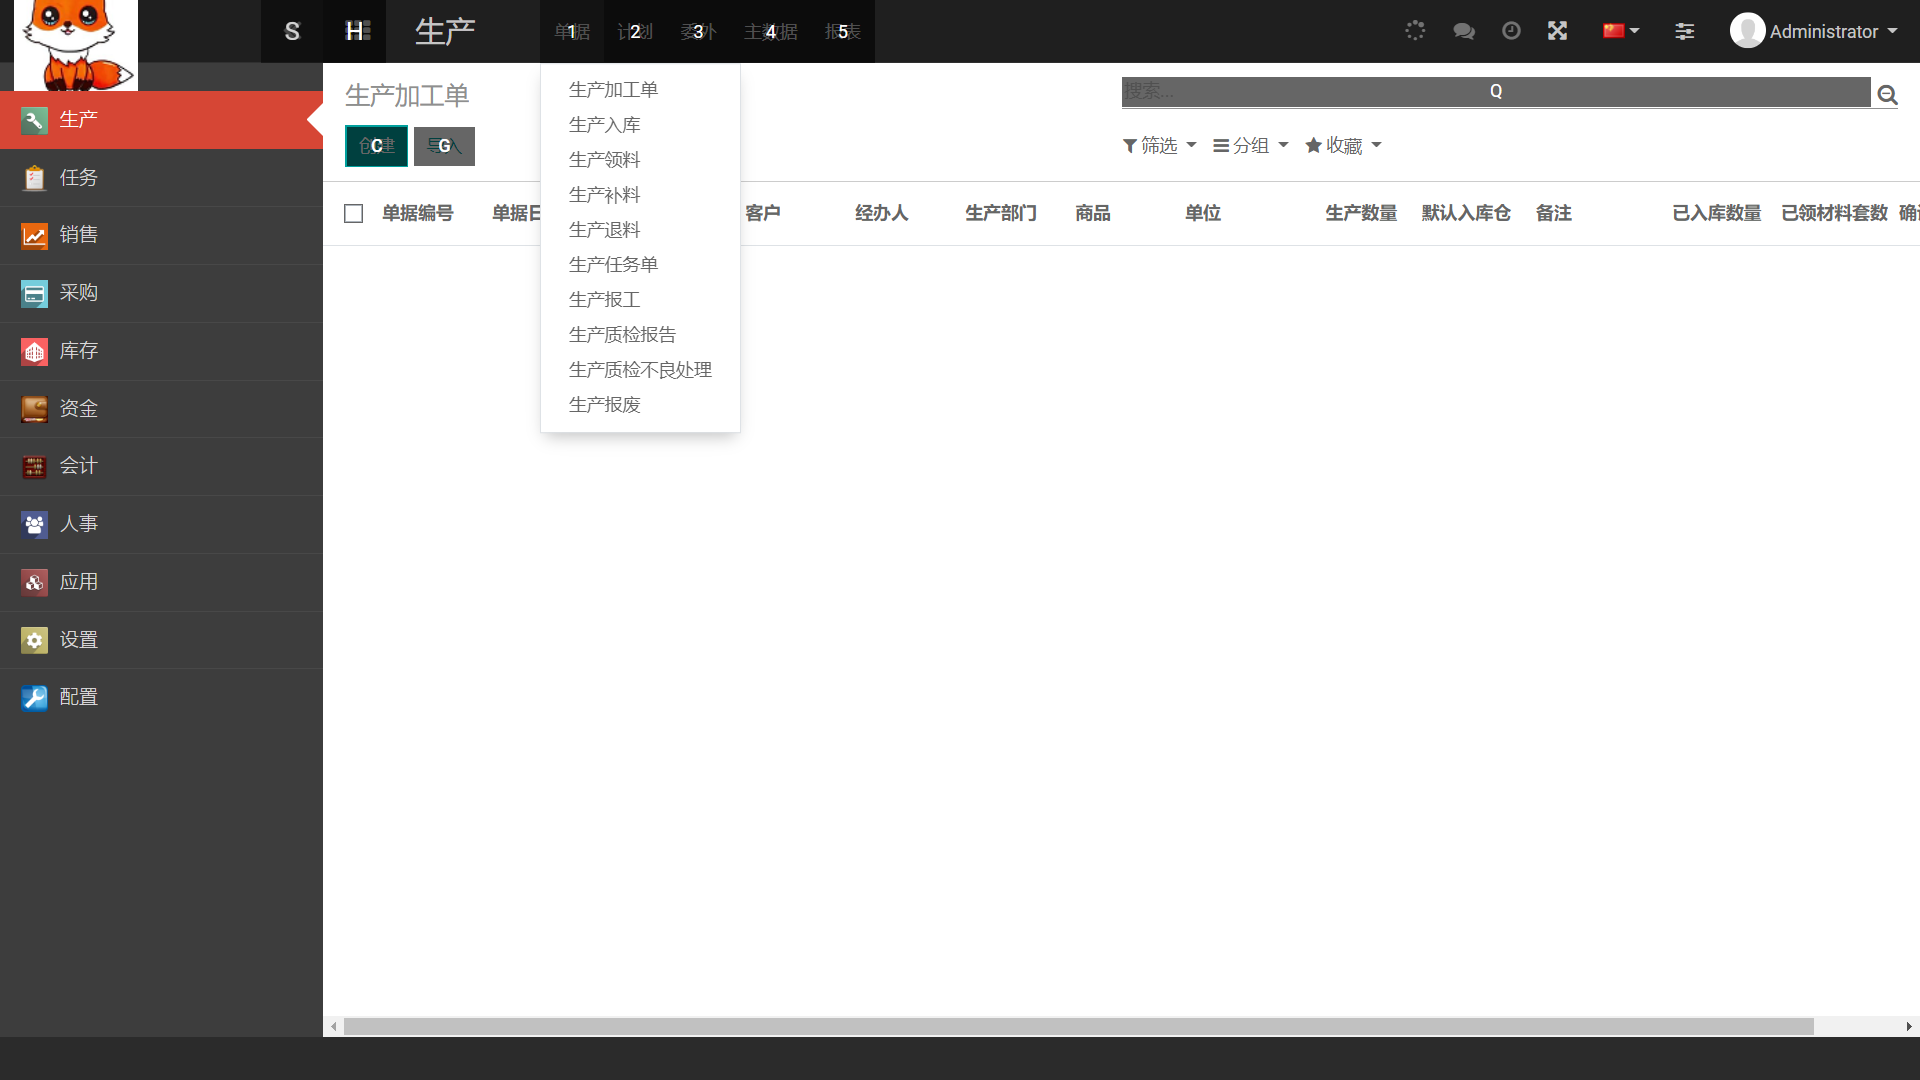 S
H
生产
单据 1
计划 2
委外 3
主数据 4
报表 5
Administrator
生产
任务
销售
采购
库存
资金
会计
人事
应用
设置
配置
生产加工单
创建 C
导入 G
生产加工单
生产入库
生产领料
生产补料
生产退料
生产任务单
生产报工
生产质检报告
生产质检不良处理
生产报废
搜索... Q
筛选 分组 收藏
单据编号 单据日 客户 经办人 生产部门 商品 单位 生产数量 默认入库仓 备注 已入库数量 已领材料套数